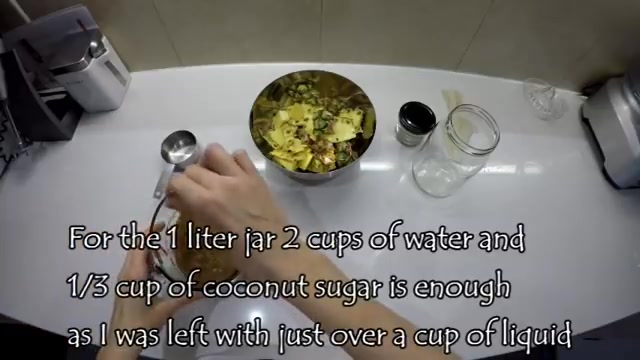 For the 1 liter jar 2 cups of water and
1/3 cup of coconut sugar is enough
as I was left with just over a cup of liquid